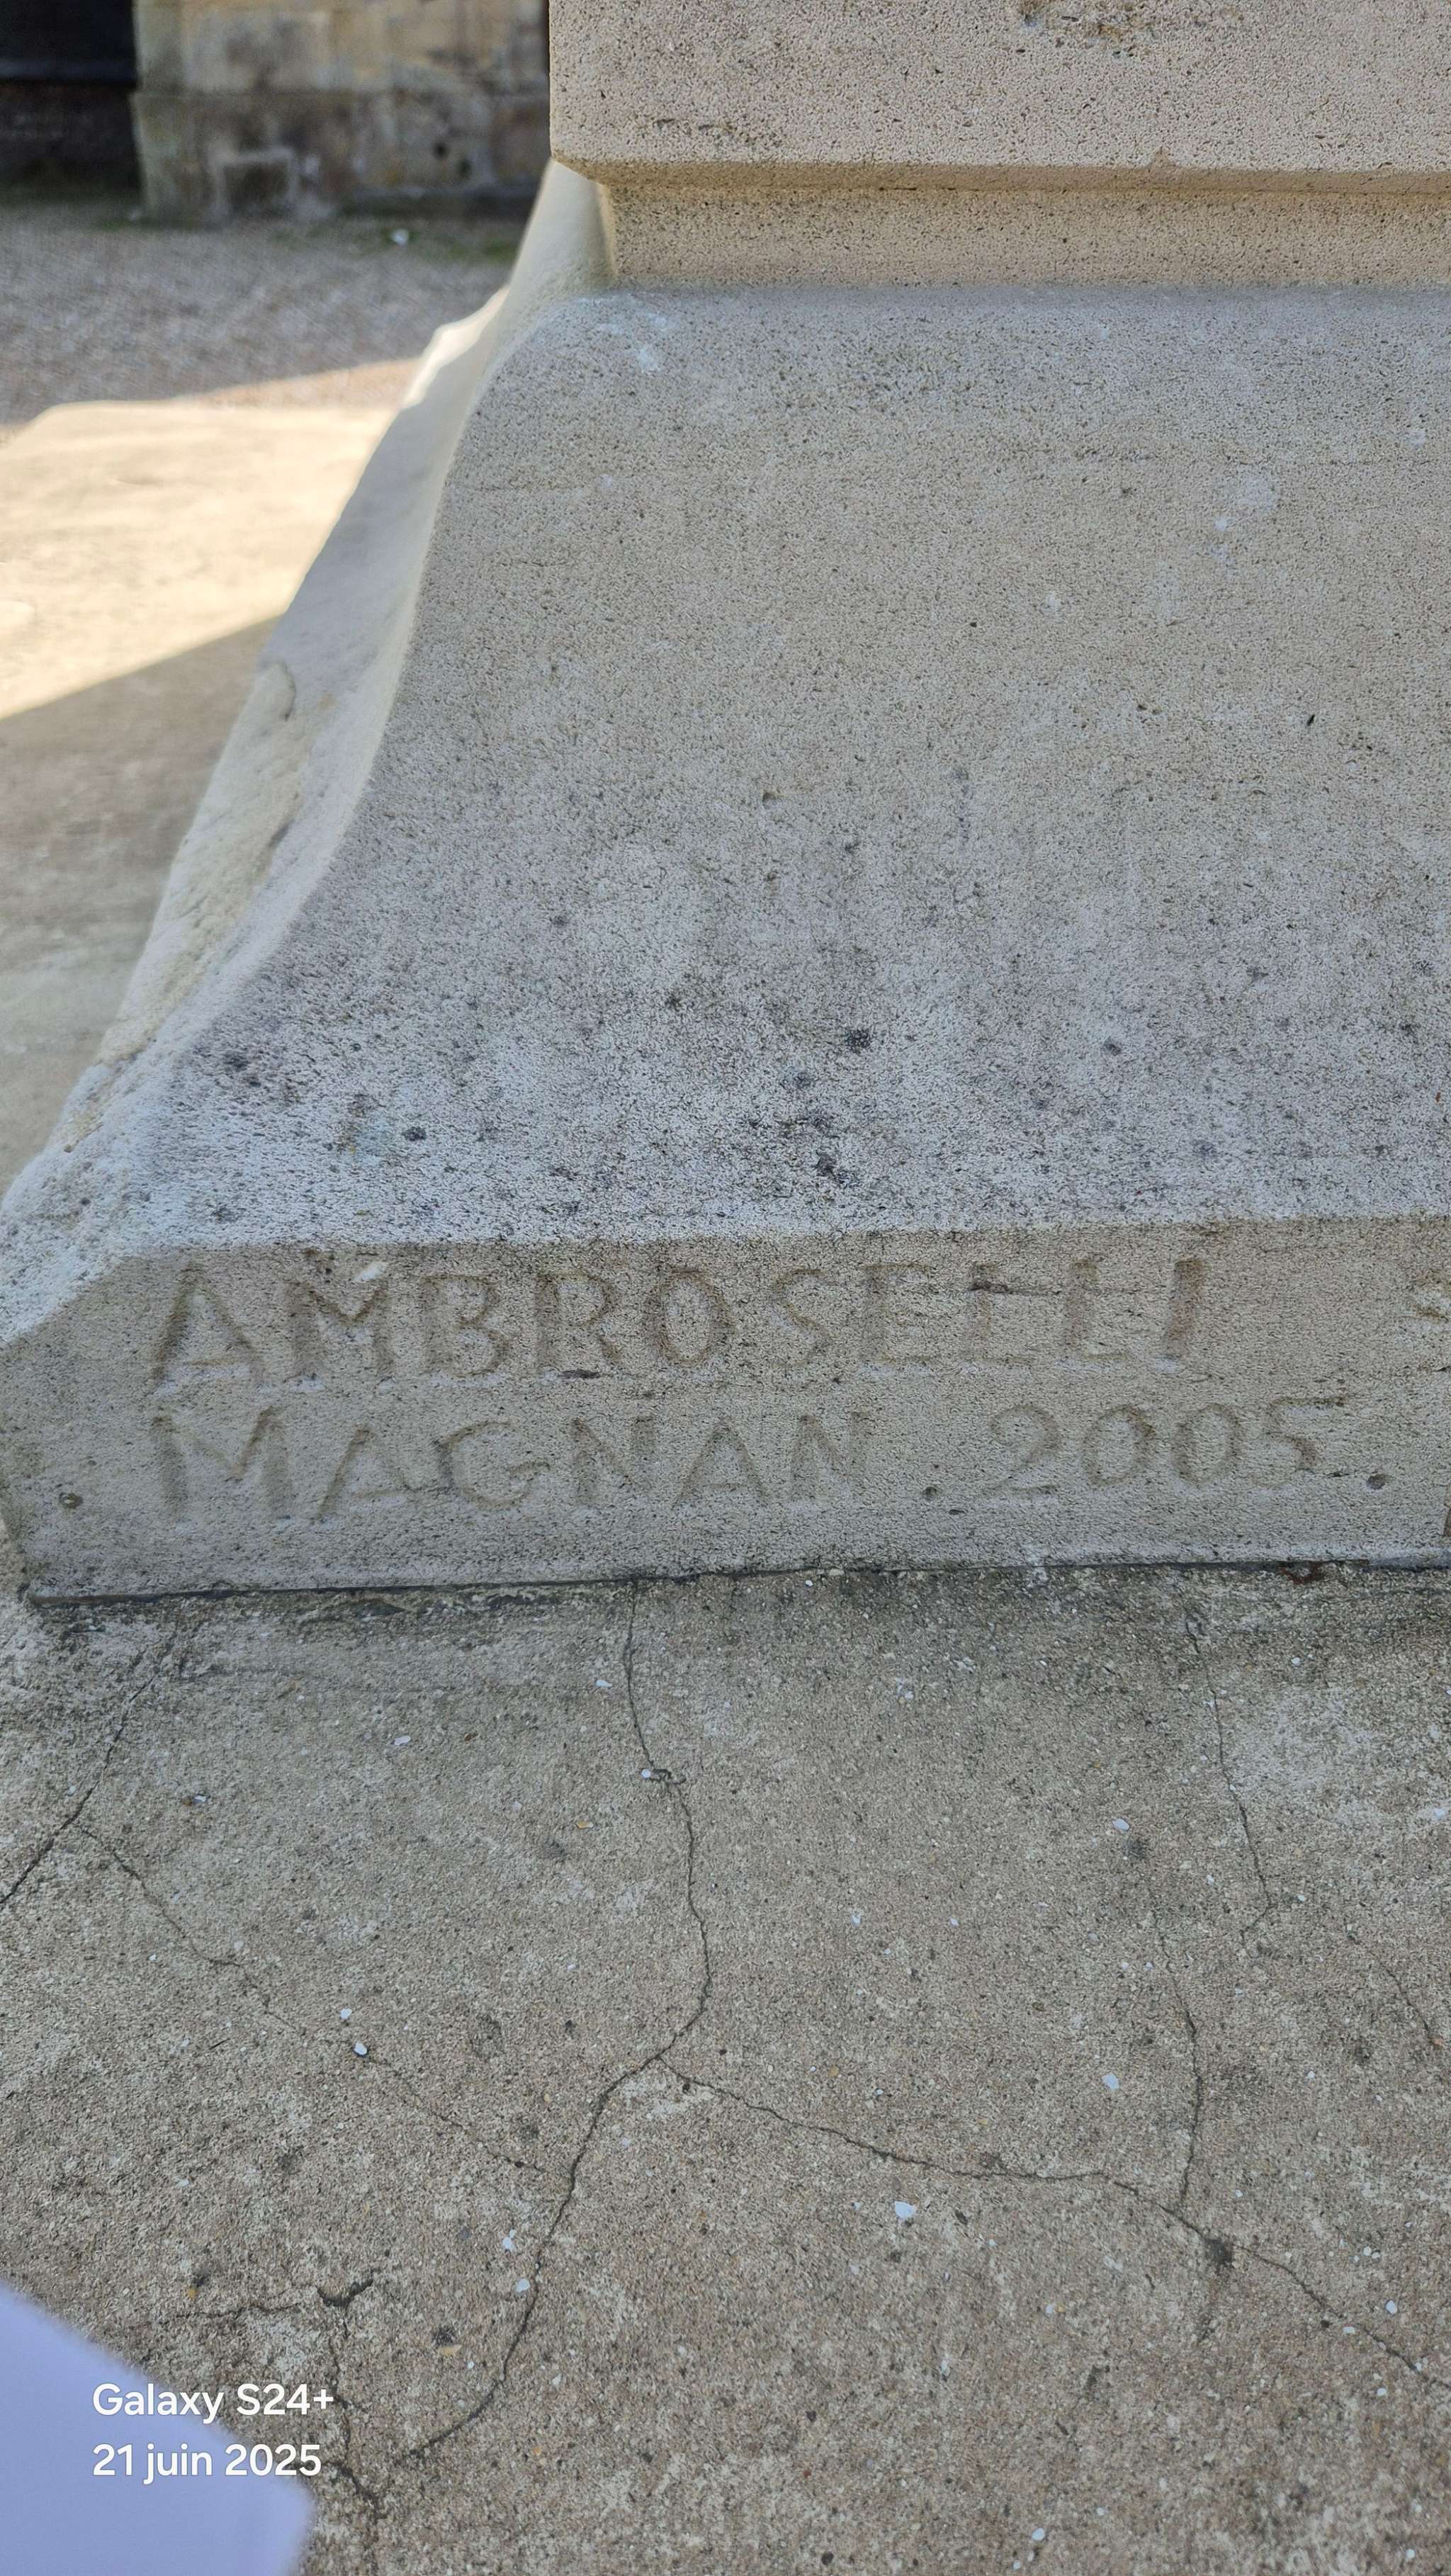 AMBROSELLI
MAGNAN 2005
Galaxy S24+
21 juin 2025